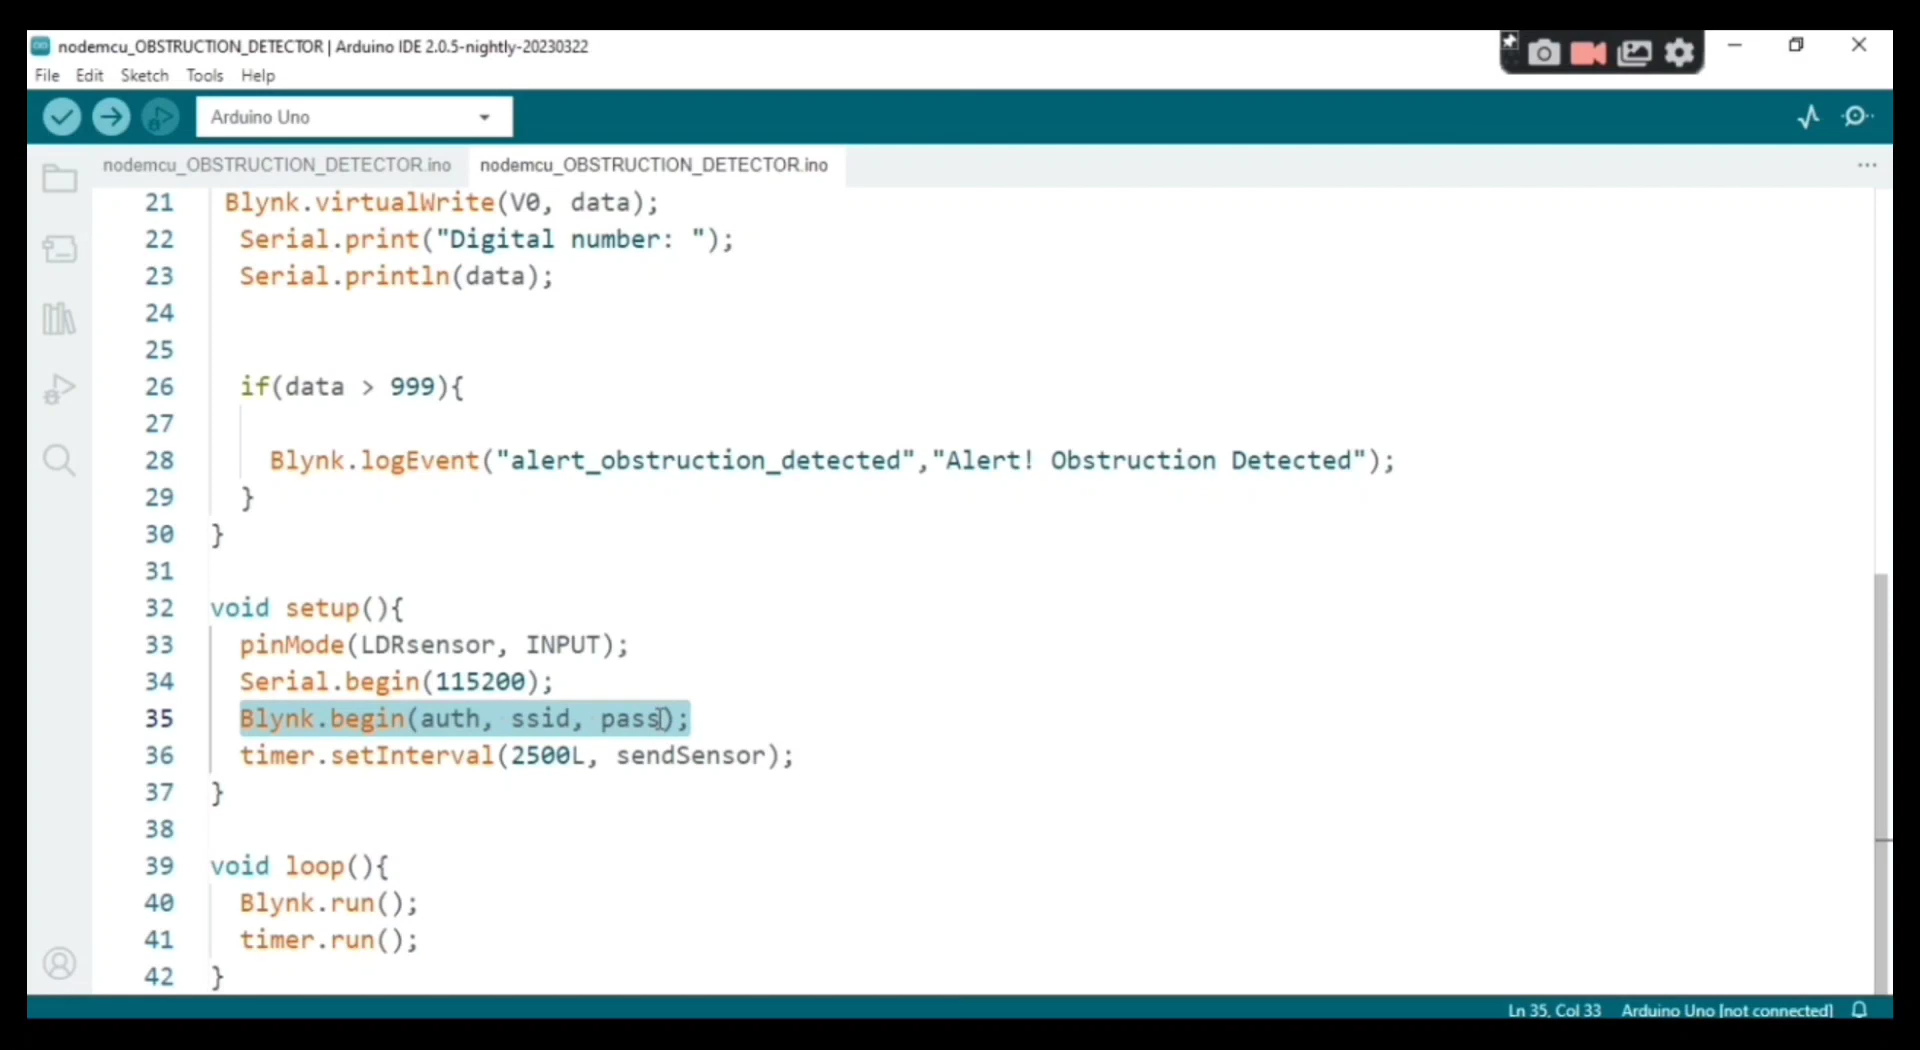 nodemcu_OBSTRUCTION_DETECTOR | Arduino IDE 2.0.5-nightly-20230322
File Edit Sketch Tools Help
Arduino Uno
nodemcu_OBSTRUCTION_DETECTOR.ino nodemcu_OBSTRUCTION_DETECTOR.ino
21 Blynk.virtualWrite(V0, data);
22 Serial.print("Digital number: ");
23 Serial.println(data);
24
25
26 if(data > 999){
27
28 Blynk.logEvent("alert_obstruction_detected","Alert! Obstruction Detected");
29 }
30 }
31
32 void setup(){
33 pinMode(LDRsensor, INPUT);
34 Serial.begin(115200);
35 Blynk.begin(auth, ssid, pass);
36 timer.setInterval(2500L, sendSensor);
37 }
38
39 void loop(){
40 Blynk.run();
41 timer.run();
42 }
Ln 35, Col 33 Arduino Uno [not connected]